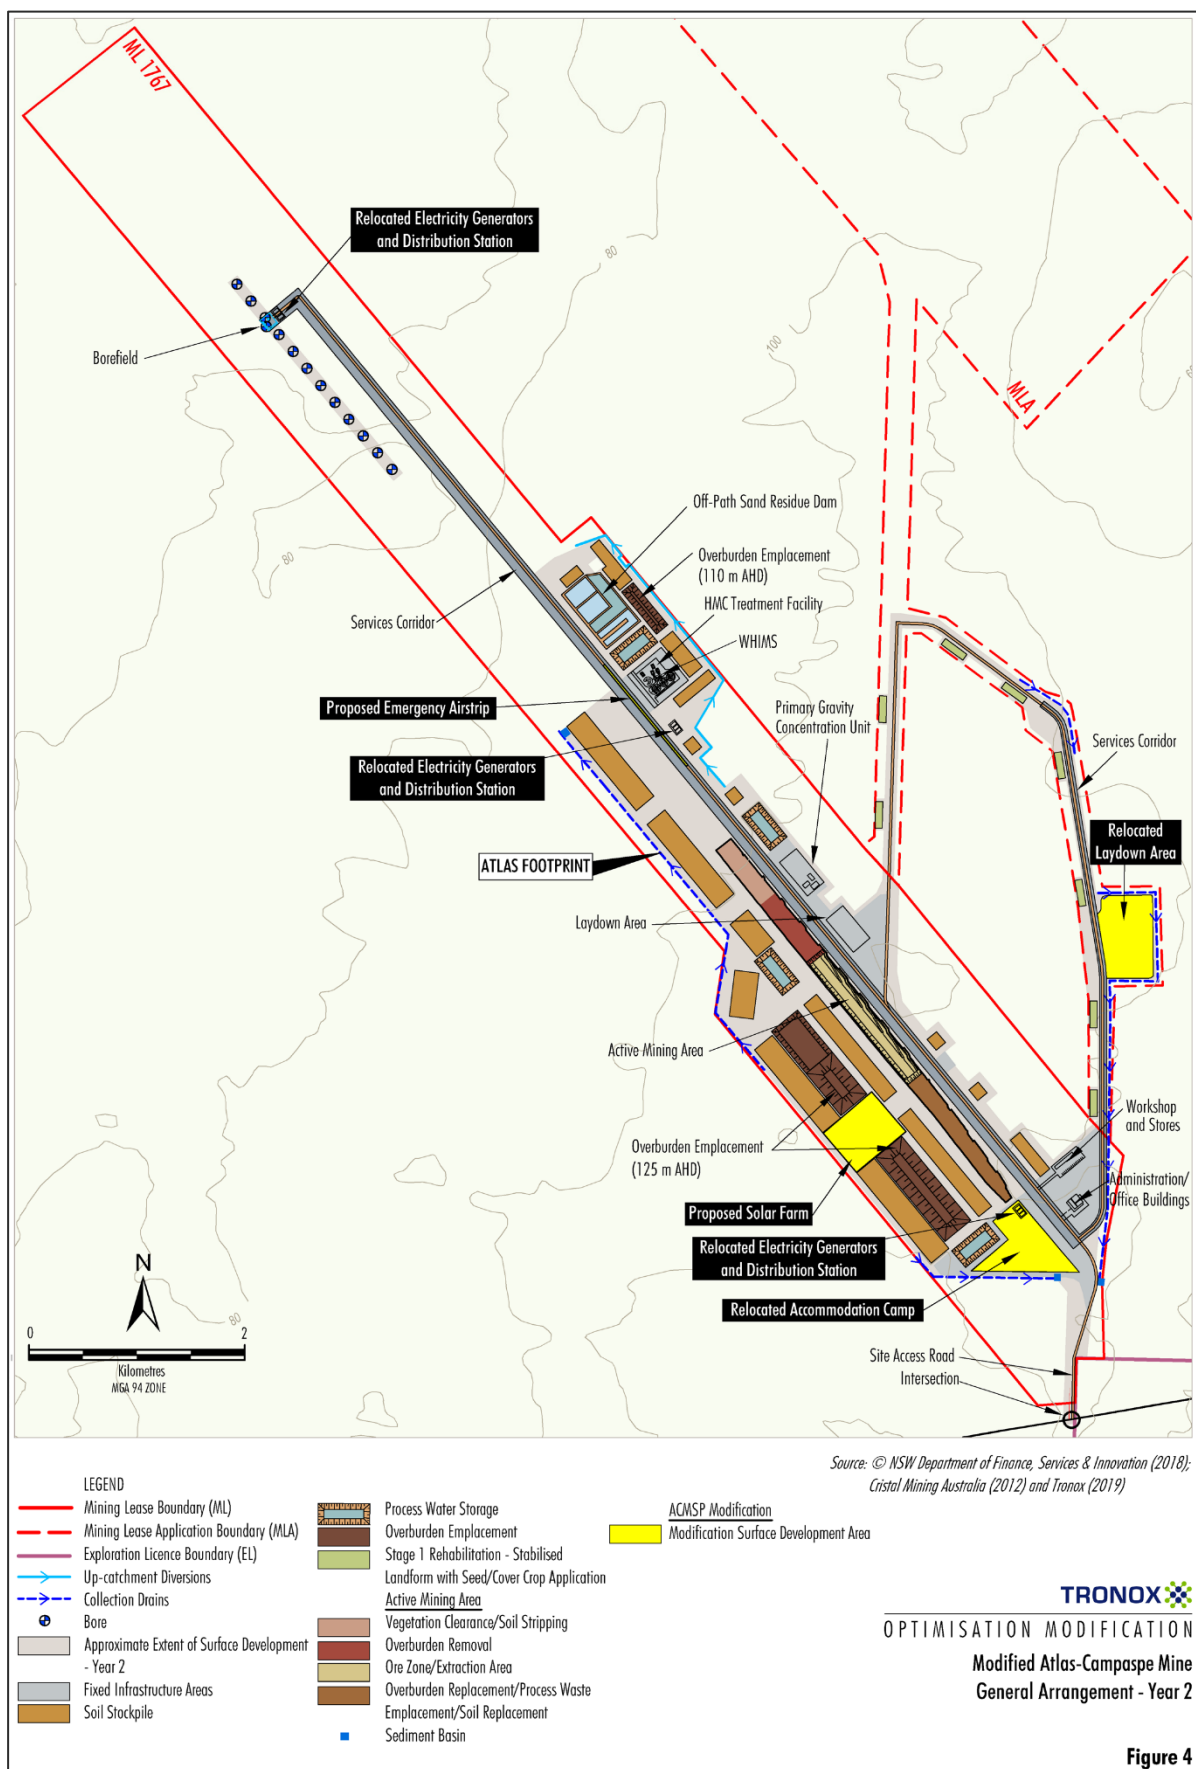 ML 1767
Relocated Electricity Generators
and Distribution Station
80
Borefield
100
MLA
80
Off-Path Sand Residue Dam
Overburden Emplacement
(110 m AHD)
HMC Treatment Facility
WHIMS
Services Corridor
Proposed Emergency Airstrip
Primary Gravity
Concentration Unit
Services Corridor
Relocated Electricity Generators
and Distribution Station
Relocated
Laydown Area
ATLAS FOOTPRINT
Laydown Area
Active Mining Area
Workshop
and Stores
Overburden Emplacement
(125 m AHD)
Administration/
Office Buildings
Proposed Solar Farm
Relocated Electricity Generators
and Distribution Station
Relocated Accommodation Camp
N
80
0
2
Kilometres
MGA 94 ZONE
Site Access Road
Intersection
Source: © NSW Department of Finance, Services & Innovation (2018);
Cristal Mining Australia (2012) and Tronox (2019)
LEGEND
Mining Lease Boundary (ML)
Mining Lease Application Boundary (MLA)
Exploration Licence Boundary (EL)
Up-catchment Diversions
Collection Drains
Bore
Approximate Extent of Surface Development
- Year 2
Fixed Infrastructure Areas
Soil Stockpile
Process Water Storage
Overburden Emplacement
Stage 1 Rehabilitation - Stabilised
Landform with Seed/Cover Crop Application
Active Mining Area
Vegetation Clearance/Soil Stripping
Overburden Removal
Ore Zone/Extraction Area
Overburden Replacement/Process Waste
Emplacement/Soil Replacement
Sediment Basin
ACMSP Modification
Modification Surface Development Area
TRONOX
OPTIMISATION MODIFICATION
Modified Atlas-Campaspe Mine
General Arrangement - Year 2
Figure 4